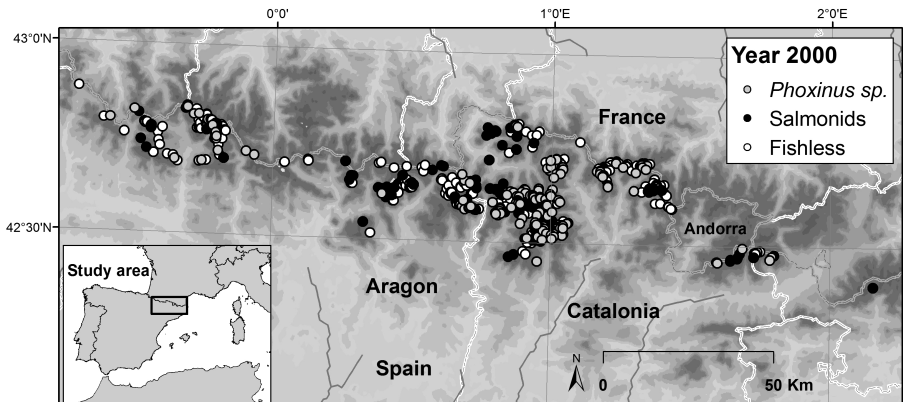 0°0'
1°0'E
2°0'E
43°0'N
Year 2000
Phoxinus sp.
Salmonids
Fishless
France
42°30'N
Andorra
Study area
Aragon
Catalonia
Spain
N
0
50 Km